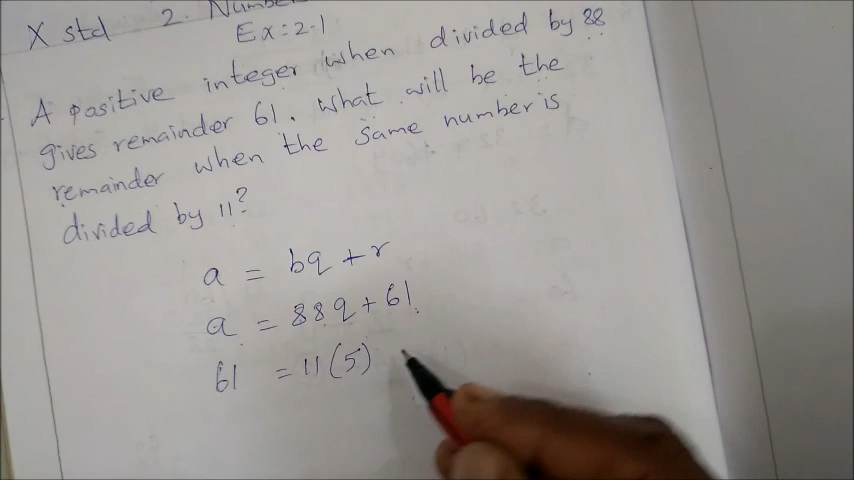 X std 2. Number
Ex:2.1
A positive integer when divided by 88
gives remainder 61. What will be the
remainder when the same number is
divided by 11?
a = bq + r
a = 88q + 61
61 = 11(5)